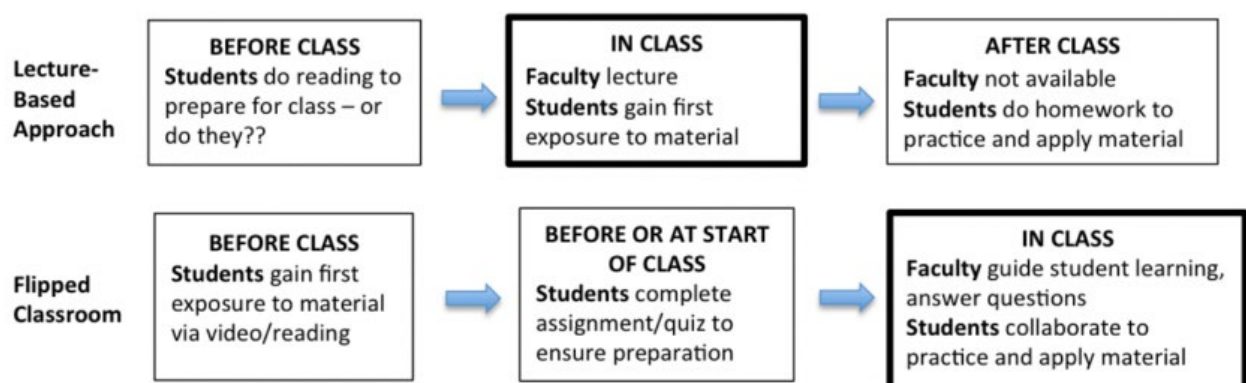 Lecture-
Based
Approach
BEFORE CLASS
Students do reading to
prepare for class – or
do they??
IN CLASS
Faculty lecture
Students gain first
exposure to material
AFTER CLASS
Faculty not available
Students do homework to
practice and apply material
Flipped
Classroom
BEFORE CLASS
Students gain first
exposure to material
via video/reading
BEFORE OR AT START
OF CLASS
Students complete
assignment/quiz to
ensure preparation
IN CLASS
Faculty guide student learning,
answer questions
Students collaborate to
practice and apply material